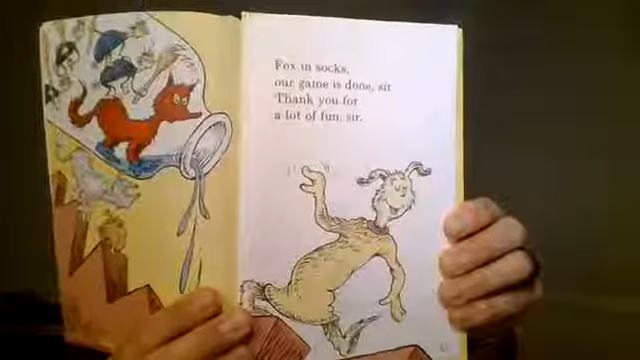 Fox in socks,
our game is done, sir.
Thank you for
a lot of fun, sir.